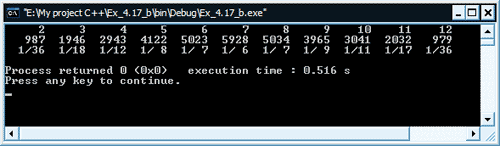 "E:\My project C++\Ex_4.17_b\bin\Debug\Ex_4.17_b.exe"
2 3 4 5 6 7 8 9 10 11 12
987 1946 2943 4122 5023 5928 5034 3965 3041 2032 979
1/36 1/18 1/12 1/ 8 1/ 7 1/ 6 1/ 7 1/ 9 1/11 1/17 1/36
Process returned 0 (0x0)   execution time : 0.516 s
Press any key to continue.